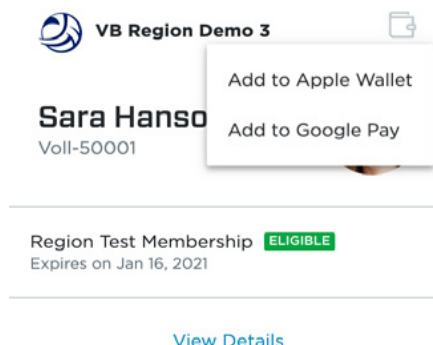 VB Region Demo 3
Add to Apple Wallet
Add to Google Pay
Sara Hanso
Voll-50001
Region Test Membership ELIGIBLE
Expires on Jan 16, 2021
View Details